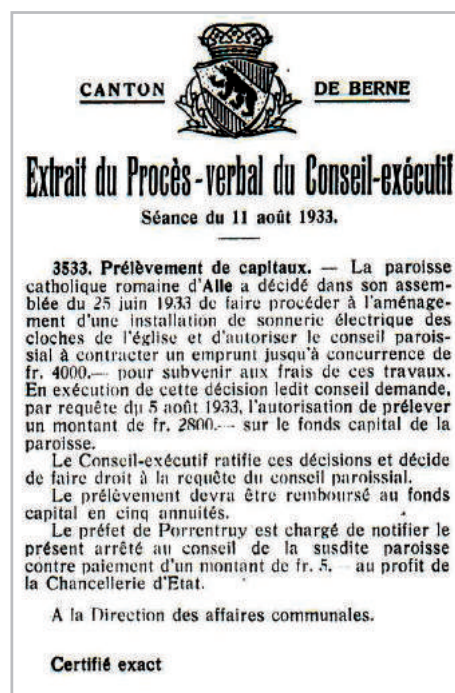 CANTON DE BERNE
Extrait du Procès-verbal du Conseil-exécutif
Séance du 11 août 1933.
3533. Prélèvement de capitaux. — La paroisse
catholique romaine d'Alle a décidé dans son assem-
blée du 25 juin 1933 de faire procéder à l'aménage-
ment d'une installation de sonnerie électrique des
cloches de l'église et d'autoriser le conseil parois-
sial à contracter un emprunt jusqu'à concurrence de
fr. 4000.— pour subvenir aux frais de ces travaux.
En exécution de cette décision ledit conseil demande,
par requête du 5 août 1933, l'autorisation de prélever
un montant de fr. 2800.— sur le fonds capital de la
paroisse.
Le Conseil-exécutif ratifie ces décisions et décide
de faire droit à la requête du conseil paroissial.
Le prélèvement devra être remboursé au fonds
capital en cinq annuités.
Le préfet de Porrentruy est chargé de notifier le
présent arrêté au conseil de la susdite paroisse
contre paiement d'un montant de fr. 5.— au profit de
la Chancellerie d'Etat.
A la Direction des affaires communales.
Certifié exact